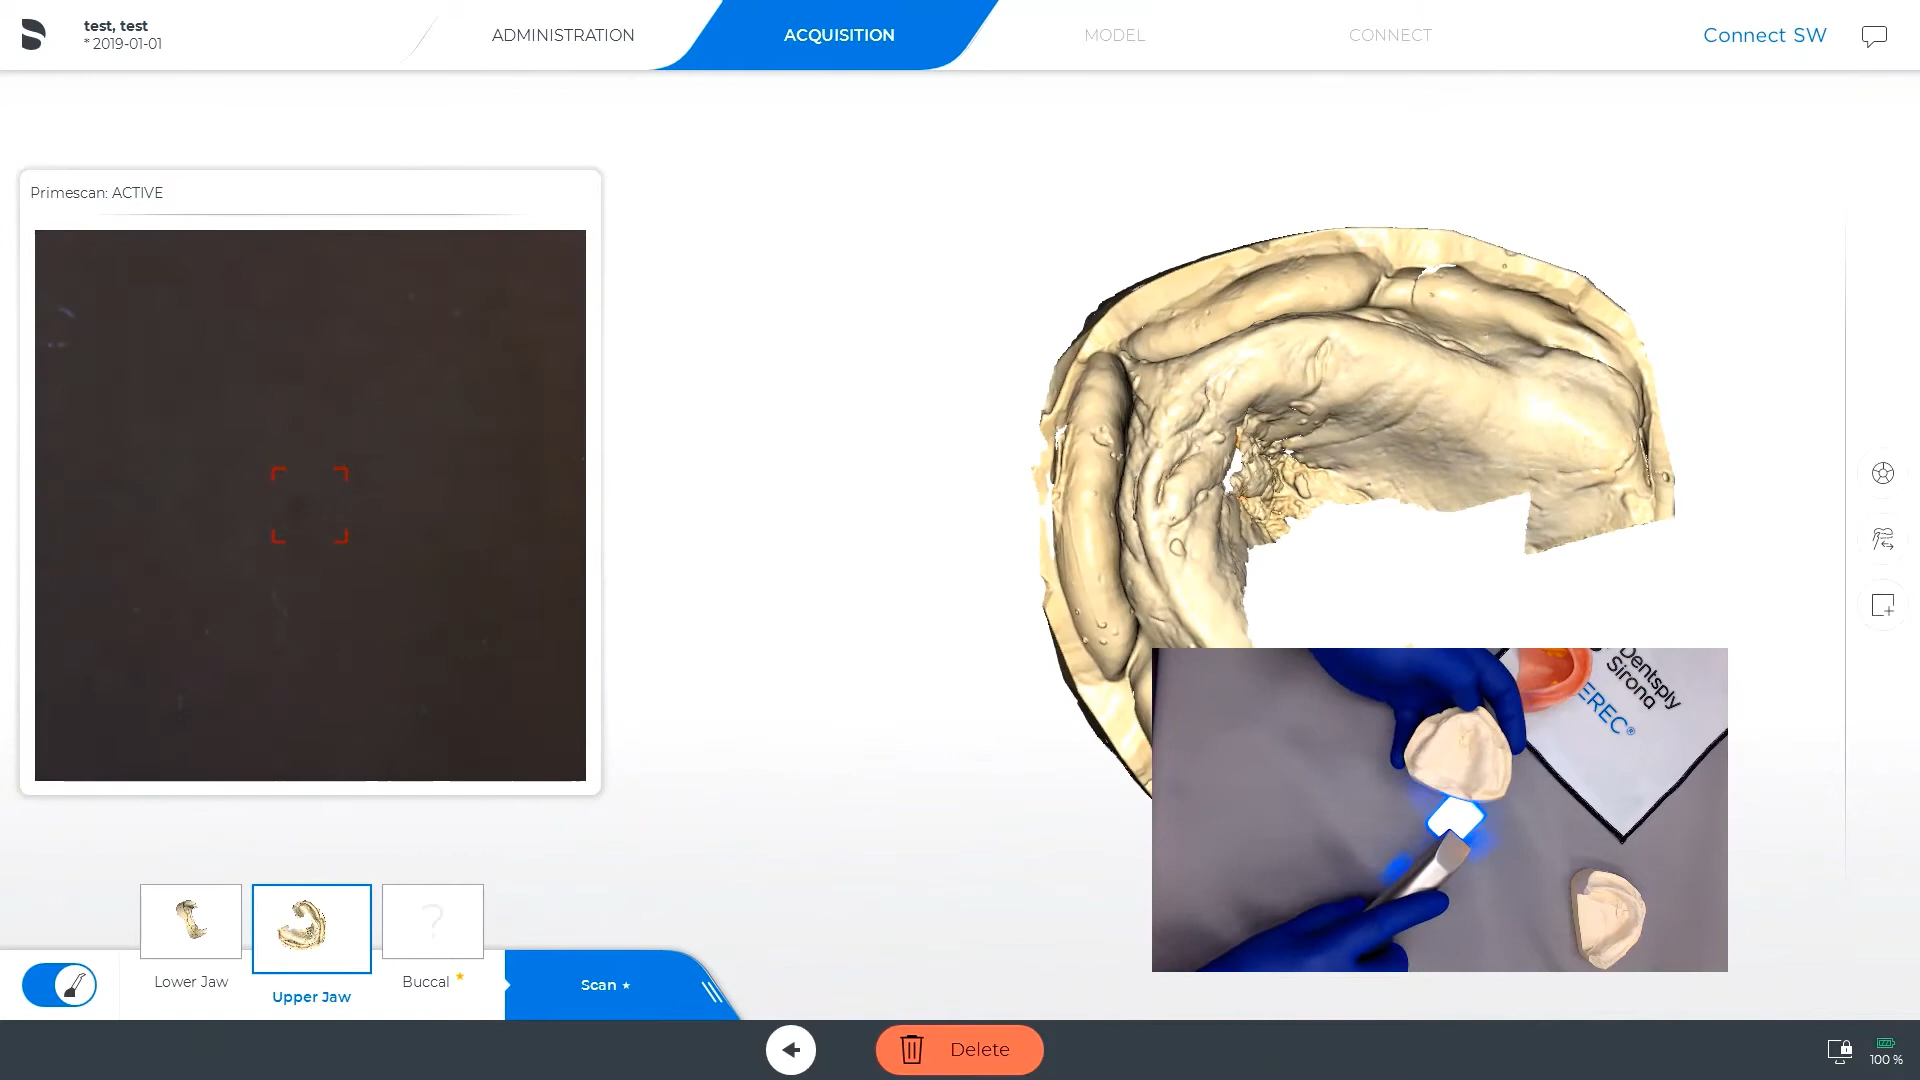 test, test
* 2019-01-01
ADMINISTRATION
ACQUISITION
MODEL
CONNECT
Connect SW
Primescan: ACTIVE
Dentsply
Sirona
EREC®
Lower Jaw
Upper Jaw
?
Buccal
Scan
Delete
100 %